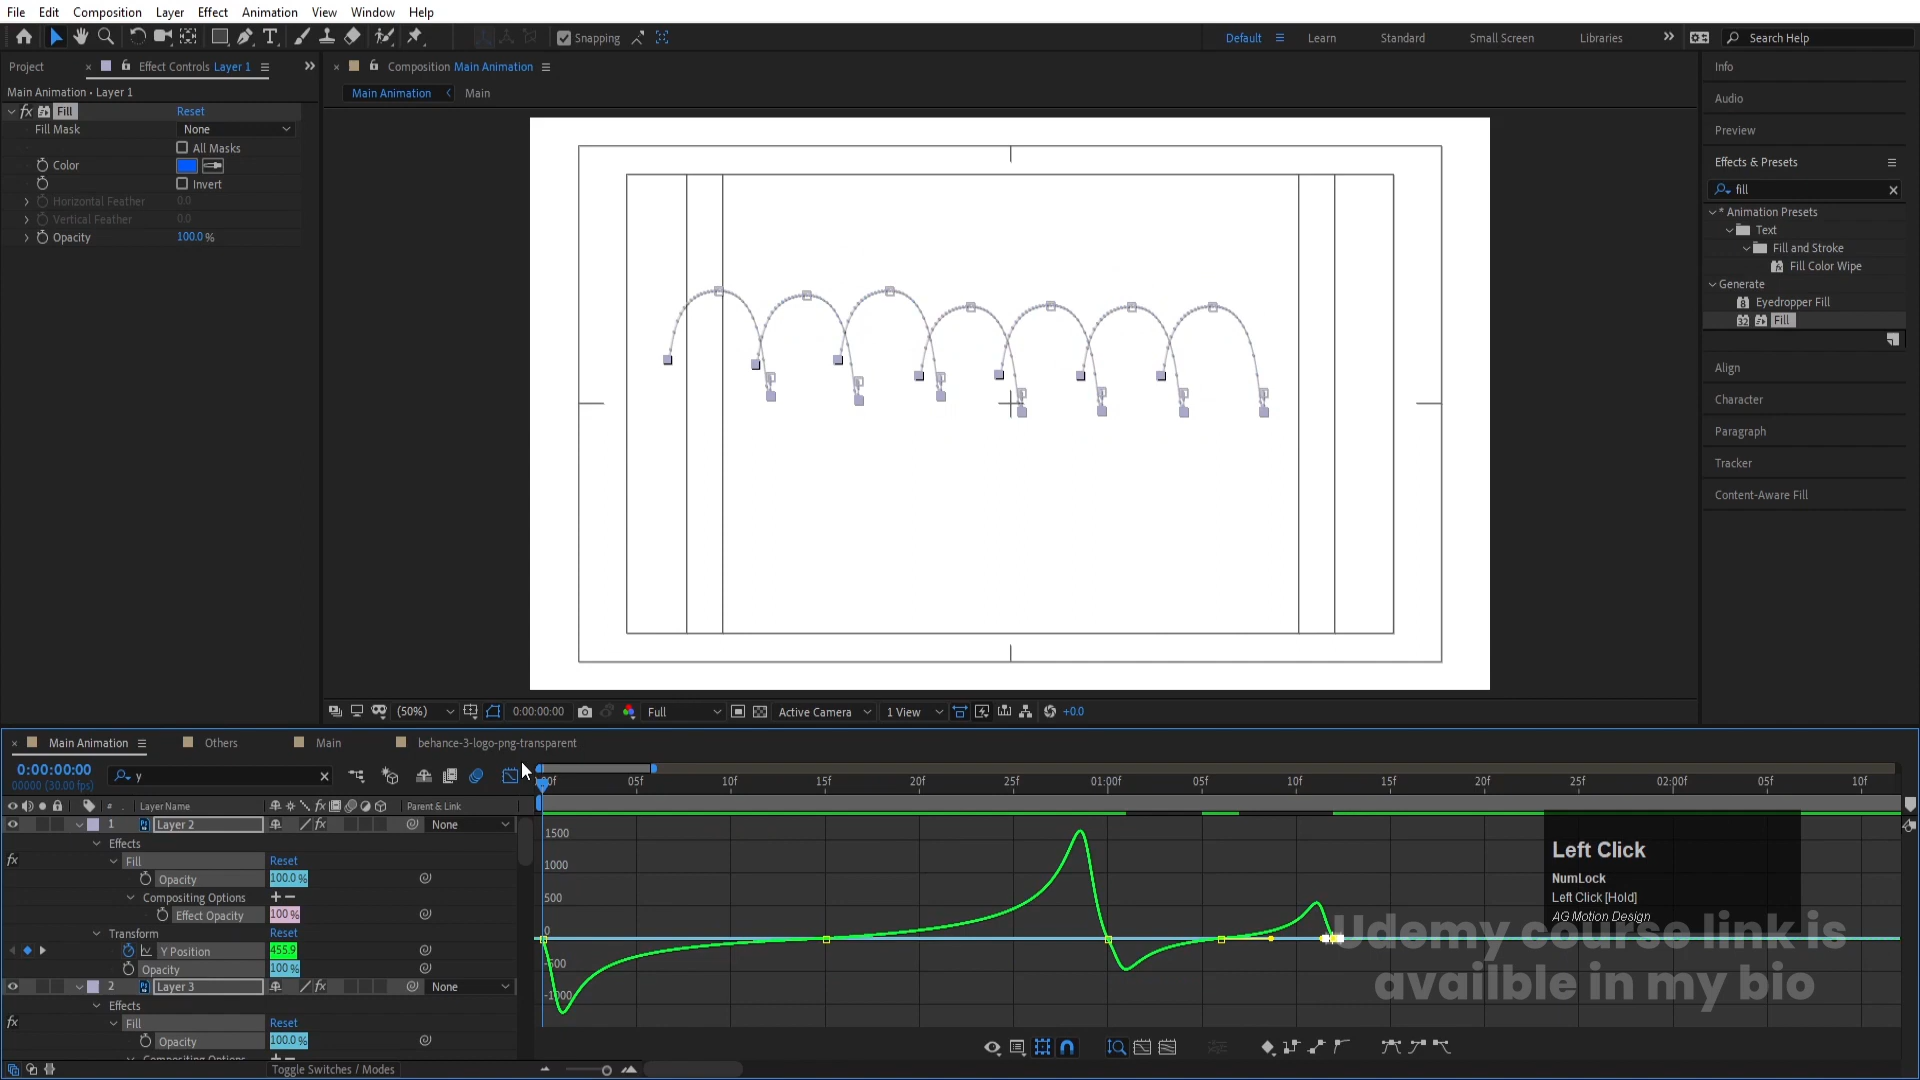 File Edit Composition Layer Effect Animation View Window Help
Snapping Default Learn Standard Small Screen Libraries Search Help
Project Effect Controls Layer 1 Composition Main Animation Info
Main Animation • Layer 1 Main Animation Main Audio
fx Fill Reset
Fill Mask None Preview
All Masks
Color Effects & Presets
Invert fill
Horizontal Feather 0.0
Vertical Feather 0.0
Opacity 100.0 %
* Animation Presets
Text
Fill and Stroke
Fill Color Wipe
Generate
Eyedropper Fill
Fill
Align
Character
Paragraph
Tracker
Content-Aware Fill
(50%) 0:00:00:00 Full Active Camera 1 View +0.0
Main Animation Others Main behance-3-logo-png-transparent
0:00:00:00
00000 (30.00 fps) y
05f 10f 15f 20f 25f 01:00f 05f 10f 15f 20f 25f 02:00f 05f 10f
# Layer Name Parent & Link
1 Layer 2 None
Effects
Fill Reset
Opacity 100.0 %
Compositing Options + −
Effect Opacity 100 %
Transform Reset
Y Position 455.9
Opacity 100 %
2 Layer 3 None
Effects
Fill Reset
Opacity 100.0 %
Compositing Options + −
Toggle Switches / Modes
1500
1000
500
0
-500
-1000
Left Click
NumLock
Left Click [Hold]
AG Motion Design
Udemy course link is
availble in my bio